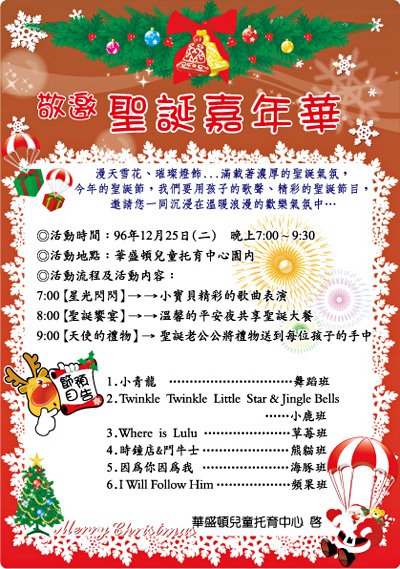 敬邀 聖誕嘉年華
漫天雪花、璀璨燈飾...滿載著濃厚的聖誕氣氛，
今年的聖誕節，我們要用孩子的歌聲、精彩的聖誕節目，
邀請您一同沉浸在溫暖浪漫的歡樂氣氛中…
◎活動時間：96年12月25日(二)　晚上7:00~9:30
◎活動地點：華盛頓兒童托育中心園內
◎活動流程及活動內容：
7:00【星光閃閃】→→小寶貝精彩的歌曲表演
8:00【聖誕饗宴】→→溫馨的平安夜共享聖誕大餐
9:00【天使的禮物】→ 聖誕老公公將禮物送到每位孩子的手中
節預
目告
1.小青龍 ……………………………舞蹈班
2.Twinkle Twinkle Little Star & Jingle Bells
……小鹿班
3.Where is Lulu ……………………草莓班
4.時鐘店&鬥牛士……………………熊貓班
5.因為你因為我 ……………………海豚班
6.I Will Follow Him ………………蘋果班
Merry Christmas
華盛頓兒童托育中心 啓